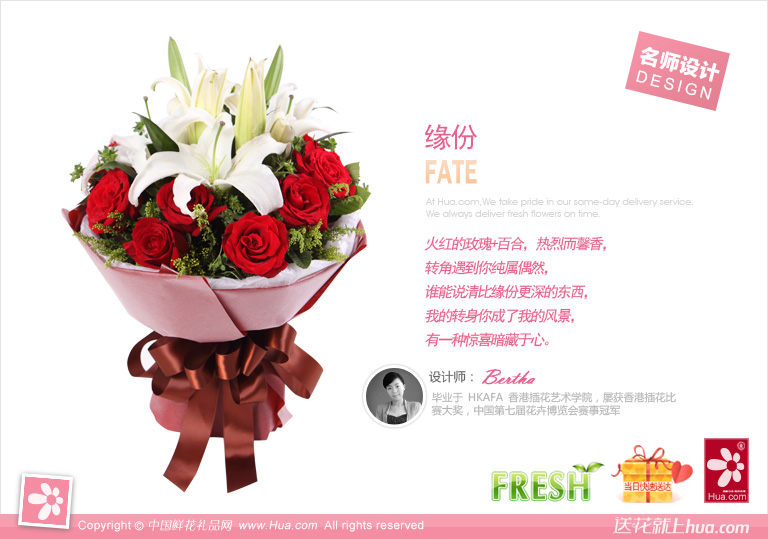 名师设计
DESIGN
缘份
FATE
At Hua.com,We take pride in our same-day delivery service.
We always deliver fresh flowers on time.
火红的玫瑰+百合，热烈而馨香，
转角遇到你纯属偶然，
谁能说清比缘份更深的东西，
我的转身你成了我的风景，
有一种惊喜暗藏于心。
设计师： Bertha
毕业于 HKAFA 香港插花艺术学院，屡获香港插花比
赛大奖，中国第七届花卉博览会赛事冠军
FRESH
当日快速送达
Hua.com
Copyright © 中国鲜花礼品网 www.Hua.com All rights reserved
送花就上hua.com